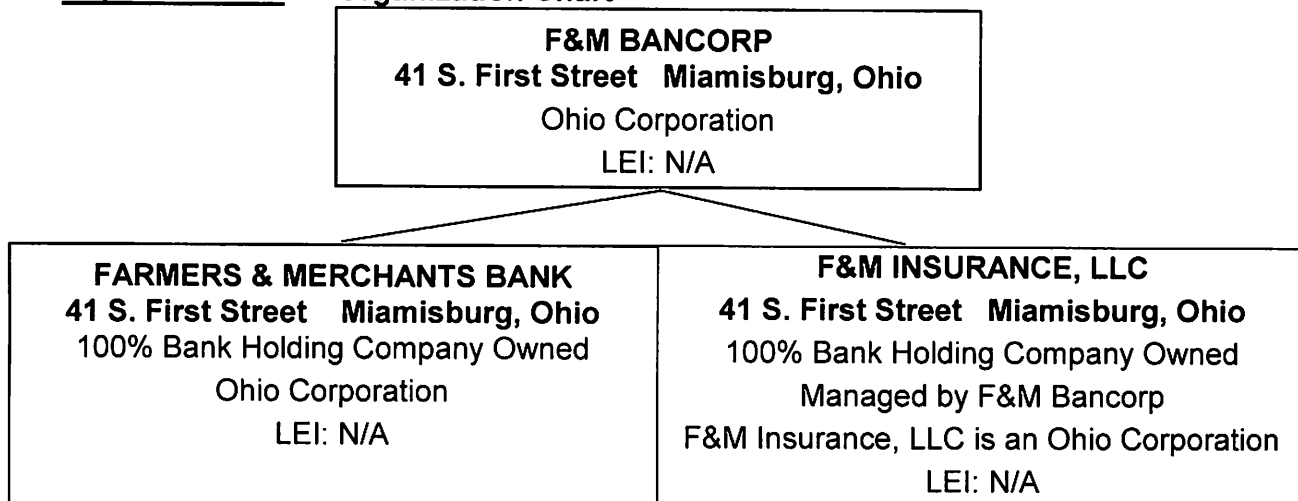 Organization Chart
F&M BANCORP
41 S. First Street Miamisburg, Ohio
Ohio Corporation
LEI: N/A
FARMERS & MERCHANTS BANK
41 S. First Street Miamisburg, Ohio
100% Bank Holding Company Owned
Ohio Corporation
LEI: N/A
F&M INSURANCE, LLC
41 S. First Street Miamisburg, Ohio
100% Bank Holding Company Owned
Managed by F&M Bancorp
F&M Insurance, LLC is an Ohio Corporation
LEI: N/A